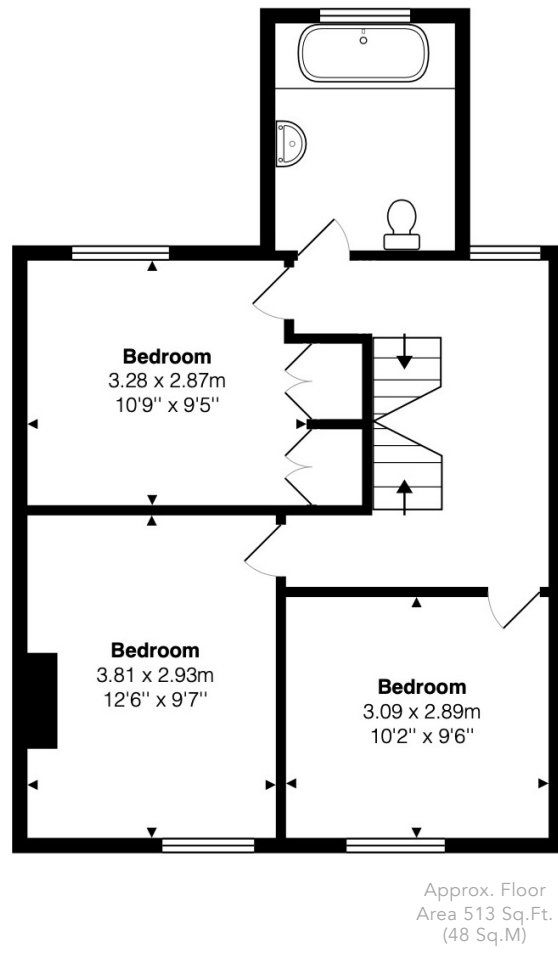 Bedroom
3.28 x 2.87m
10'9'' x 9'5''
Bedroom
3.81 x 2.93m
12'6'' x 9'7''
Bedroom
3.09 x 2.89m
10'2'' x 9'6''
Approx. Floor
Area 513 Sq.Ft.
(48 Sq.M)